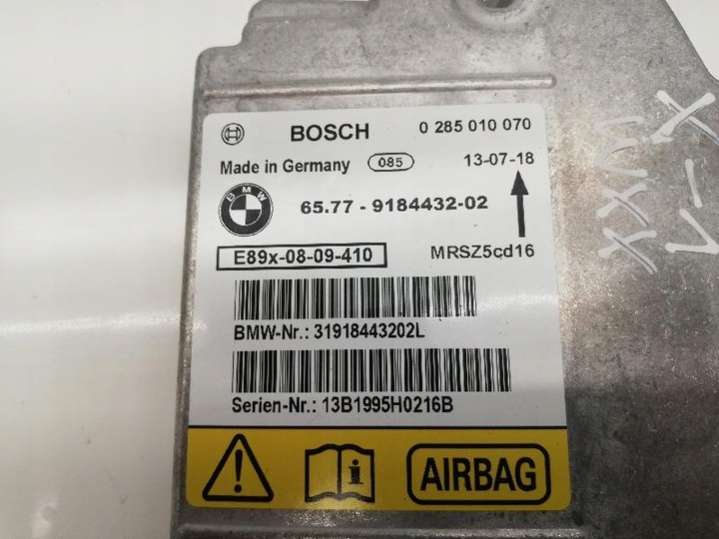 BOSCH 0 285 010 070
Made in Germany 085 13-07-18
BMW 65.77 - 9184432-02
E89x-08-09-410 MRSZ5cd16
BMW-Nr.: 31918443202L
Serien-Nr.: 13B1995H0216B
AIRBAG